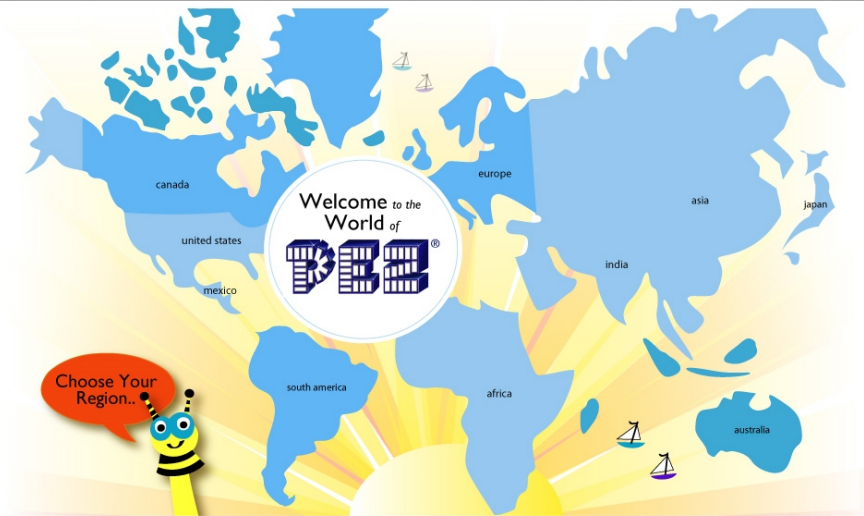 Welcome to the
World of
PEZ®
canada
united states
mexico
south america
europe
africa
asia
india
japan
australia
Choose Your
Region..